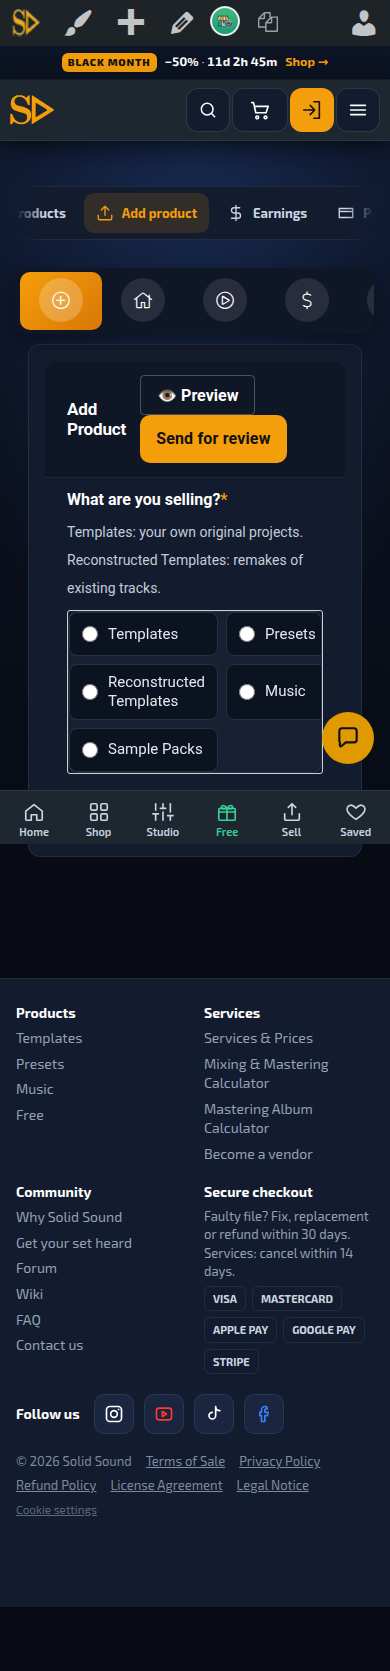 BLACK MONTH −50% · 11d 2h 45m Shop →
Add product Earnings
Add Product
Preview
Send for review
What are you selling?*
Templates: your own original projects.
Reconstructed Templates: remakes of
existing tracks.
Templates Presets
Reconstructed
Templates
Music
Sample Packs
Home Shop Studio Free Sell Saved
Products
Templates
Presets
Music
Free
Services
Services & Prices
Mixing & Mastering
Calculator
Mastering Album
Calculator
Become a vendor
Community
Why Solid Sound
Get your set heard
Forum
Wiki
FAQ
Contact us
Secure checkout
Faulty file? Fix, replacement
or refund within 30 days.
Services: cancel within 14
days.
VISA MASTERCARD
APPLE PAY GOOGLE PAY
STRIPE
Follow us
© 2026 Solid Sound Terms of Sale Privacy Policy
Refund Policy License Agreement Legal Notice
Cookie settings